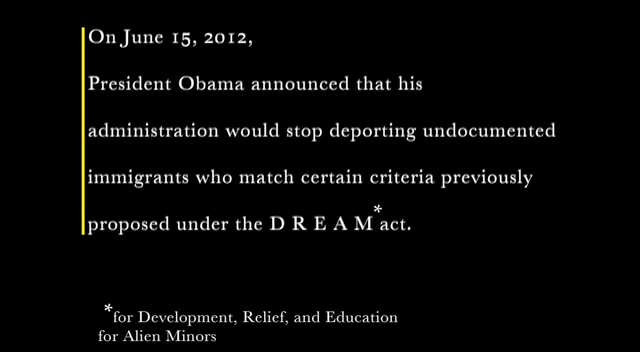 On June 15, 2012,
President Obama announced that his
administration would stop deporting undocumented
immigrants who match certain criteria previously
proposed under the D R E A M*act.
*for Development, Relief, and Education
for Alien Minors